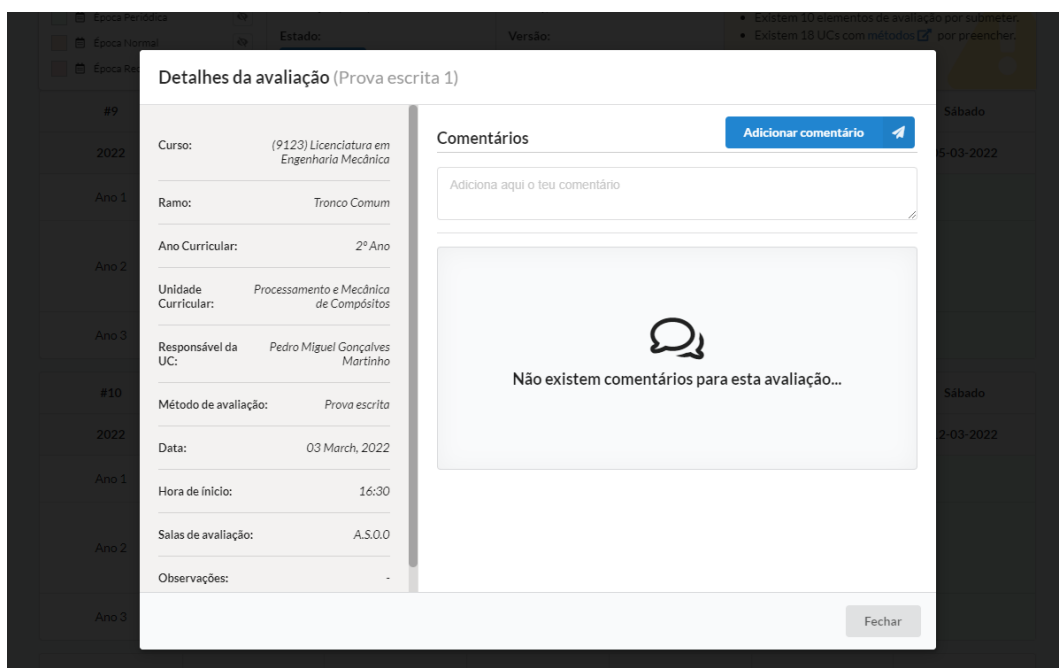 Época Periódica
Época Normal
Estado:
Versão:
Existem 10 elementos de avaliação por submeter.
Existem 18 UCs com métodos por preencher.
Época Rec
Detalhes da avaliação (Prova escrita 1)
#9
Sábado
2022
05-03-2022
Ano 1
Ano 2
Ano 3
#10
Sábado
2022
2-03-2022
Ano 1
Ano 2
Ano 3
Curso:
(9123) Licenciatura em
Engenharia Mecânica
Ramo:
Tronco Comum
Ano Curricular:
2º Ano
Unidade
Curricular:
Processamento e Mecânica
de Compósitos
Responsável da
UC:
Pedro Miguel Gonçalves
Martinho
Método de avaliação:
Prova escrita
Data:
03 March, 2022
Hora de ínicio:
16:30
Salas de avaliação:
A.S.0.0
Observações:
-
Comentários
Adicionar comentário
Adiciona aqui o teu comentário
Não existem comentários para esta avaliação...
Fechar